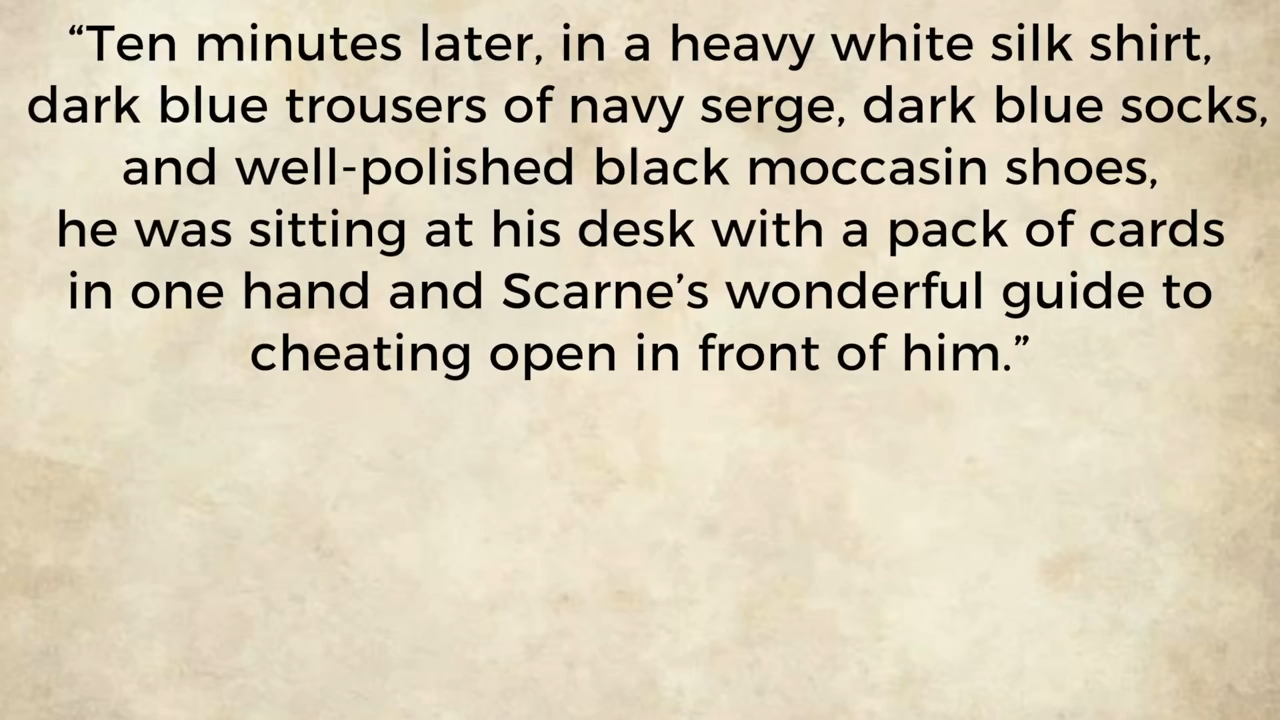 “Ten minutes later, in a heavy white silk shirt,
dark blue trousers of navy serge, dark blue socks,
and well-polished black moccasin shoes,
he was sitting at his desk with a pack of cards
in one hand and Scarne’s wonderful guide to
cheating open in front of him.”